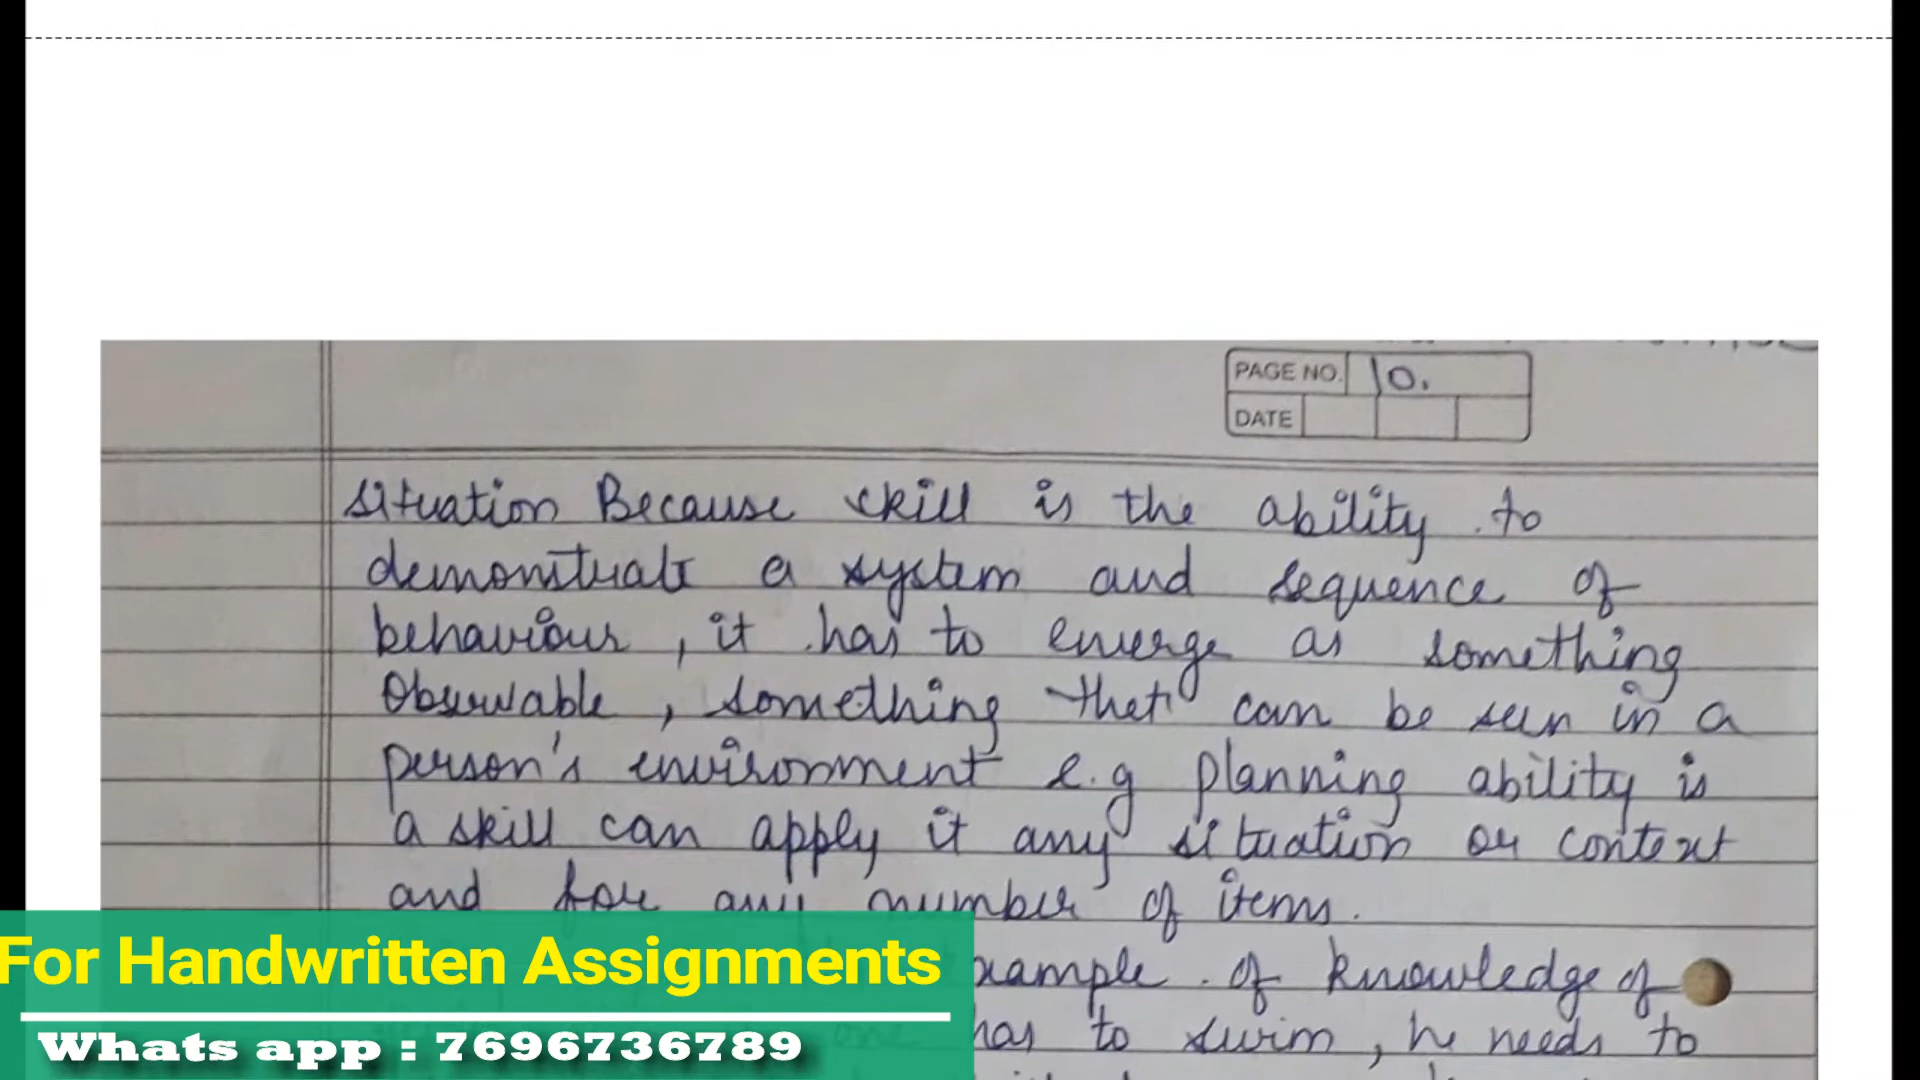 PAGE NO. 10.
DATE
situation Because skill is the ability to
demonstrate a system and sequence of
behaviour, it has to emerge as something
Observable, something that can be seen in a
person's environment e.g planning ability is
a skill can apply it any situation or context
and for any number of items.
example of knowledge of
one has to swim, he needs to
For Handwritten Assignments
Whats app : 7696736789